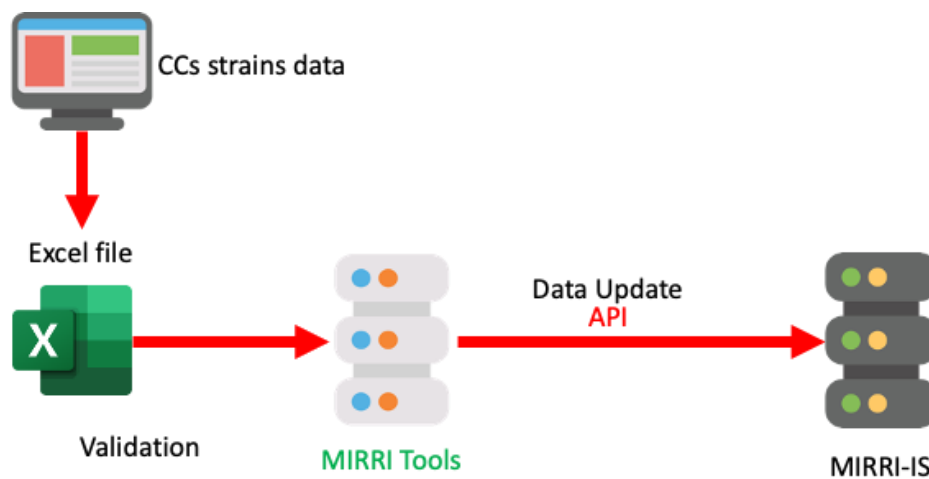 CCs strains data
Excel file
X
Data Update
API
Validation
MIRRI Tools
MIRRI-IS